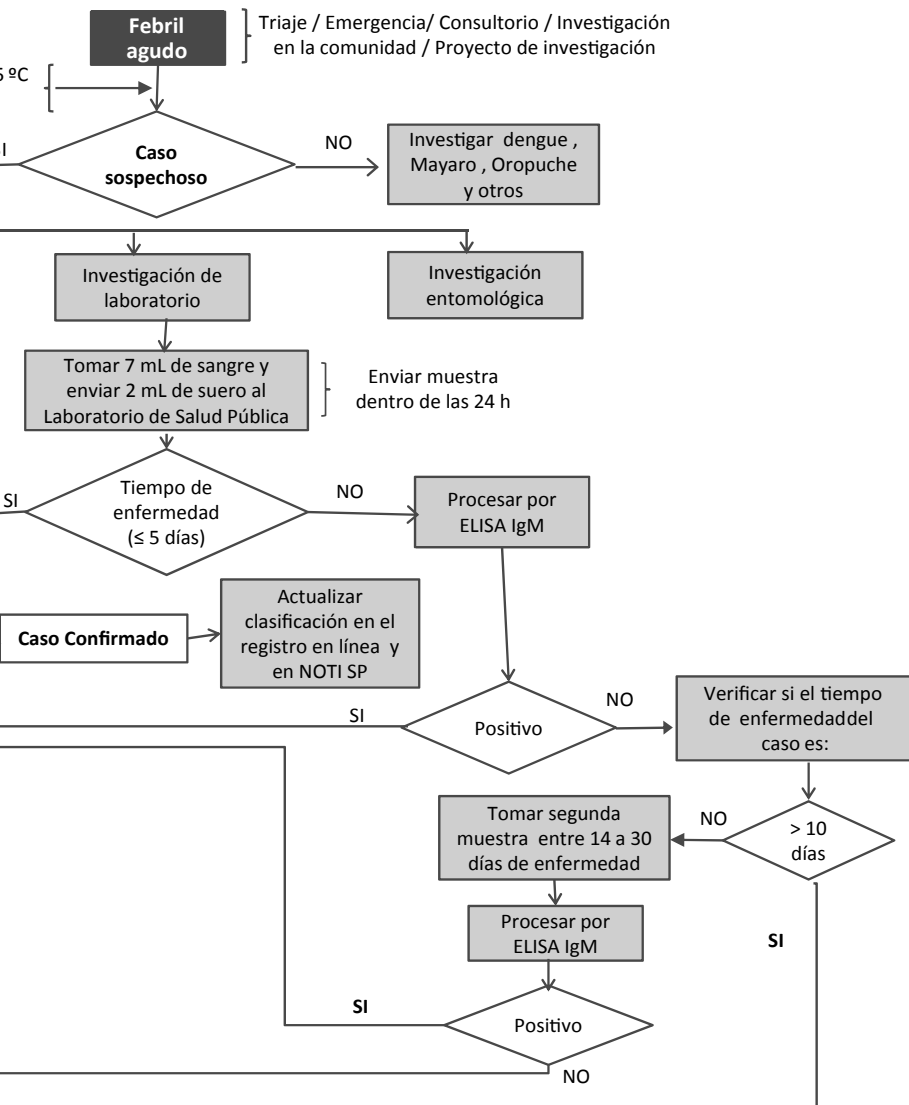 Febril
agudo
Triaje / Emergencia/ Consultorio / Investigación
en la comunidad / Proyecto de investigación
ºC
Caso
sospechoso
NO
Investigar dengue ,
Mayaro , Oropuche
y otros
Investigación de
laboratorio
Investigación
entomológica
Tomar 7 mL de sangre y
enviar 2 mL de suero al
Laboratorio de Salud Pública
Enviar muestra
dentro de las 24 h
SI
Tiempo de
enfermedad
(≤ 5 días)
NO
Procesar por
ELISA IgM
Caso Confirmado
Actualizar
clasificación en el
registro en línea y
en NOTI SP
SI
Positivo
NO
Verificar si el tiempo
de enfermedaddel
caso es:
Tomar segunda
muestra entre 14 a 30
días de enfermedad
NO
> 10
días
Procesar por
ELISA IgM
SI
SI
Positivo
NO